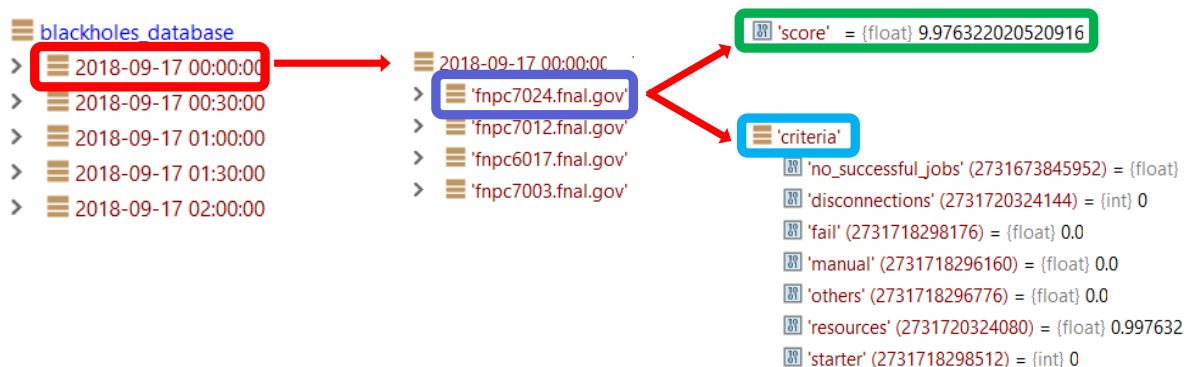 blackholes_database
2018-09-17 00:00:00
2018-09-17 00:30:00
2018-09-17 01:00:00
2018-09-17 01:30:00
2018-09-17 02:00:00
2018-09-17 00:00:00
'fnpc7024.fnal.gov'
'fnpc7012.fnal.gov'
'fnpc6017.fnal.gov'
'fnpc7003.fnal.gov'
'score' = {float} 9.976322020520916
'criteria'
'no_successful_jobs' (2731673845952) = {float}
'disconnections' (2731720324144) = {int} 0
'fail' (2731718298176) = {float} 0.0
'manual' (2731718296160) = {float} 0.0
'others' (2731718296776) = {float} 0.0
'resources' (2731720324080) = {float} 0.997632
'starter' (2731718298512) = {int} 0